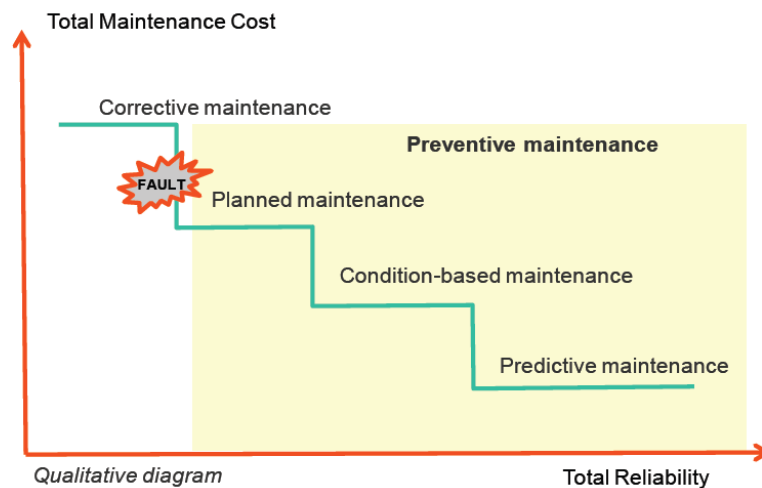 Total Maintenance Cost
Corrective maintenance
Preventive maintenance
FAULT
Planned maintenance
Condition-based maintenance
Predictive maintenance
Qualitative diagram
Total Reliability